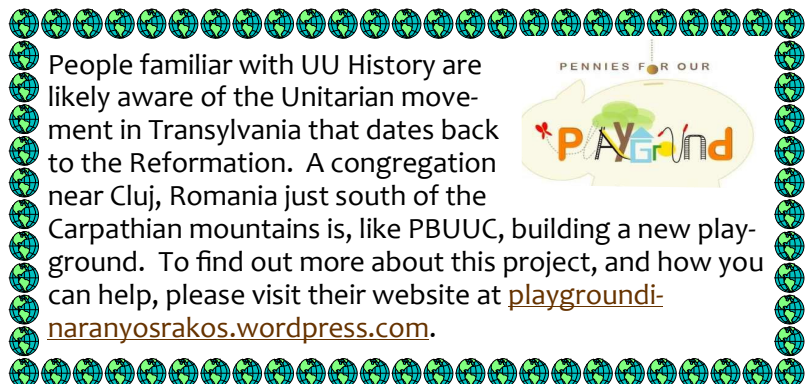 People familiar with UU History are
likely aware of the Unitarian move-
ment in Transylvania that dates back
to the Reformation.  A congregation
near Cluj, Romania just south of the
Carpathian mountains is, like PBUUC, building a new play-
ground.  To find out more about this project, and how you
can help, please visit their website at playgroundi-
naranyosrakos.wordpress.com.
PENNIES FOR OUR
PLAYGroUnd